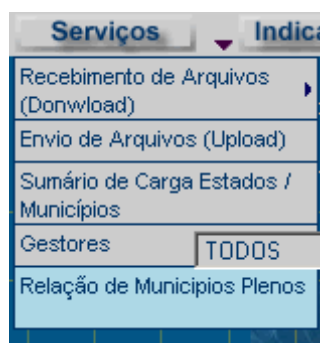 Serviços Indica
Recebimento de Arquivos
(Donwload)
Envio de Arquivos (Upload)
Sumário de Carga Estados /
Municípios
Gestores TODOS
Relação de Municipios Plenos